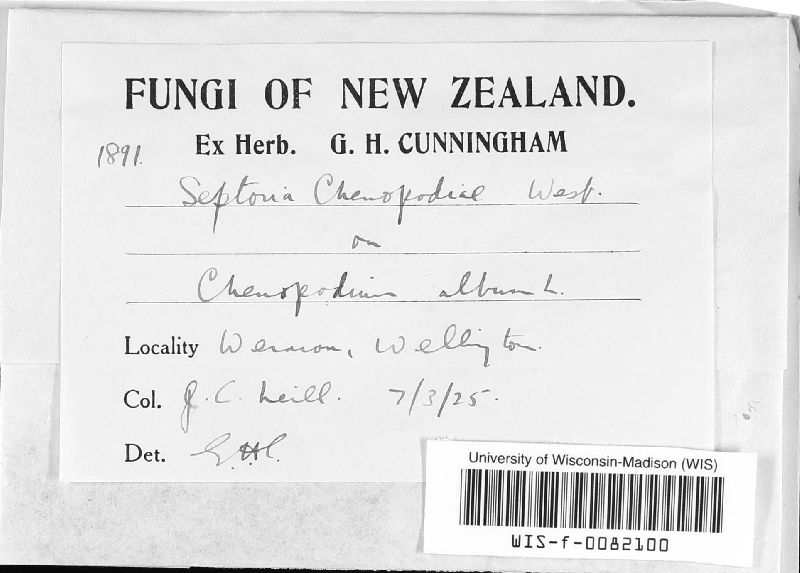 FUNGI OF NEW ZEALAND.
1891. Ex Herb. G. H. CUNNINGHAM
Septoria Chenopodiae West.
on
Chenopodium album L.
Locality Weraroa, Wellington.
Col. J. C. Neill. 7/3/25.
Det. G.H.C.
University of Wisconsin-Madison (WIS)
WIS-f-0082100